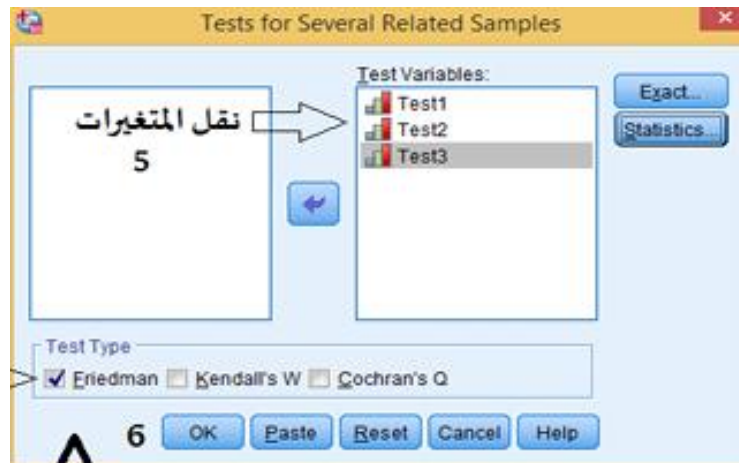 Tests for Several Related Samples
Test Variables:
نقل المتغيرات
5
Test1
Test2
Test3
Exact...
Statistics...
Test Type
Friedman
Kendall's W
Cochran's Q
6
OK
Paste
Reset
Cancel
Help